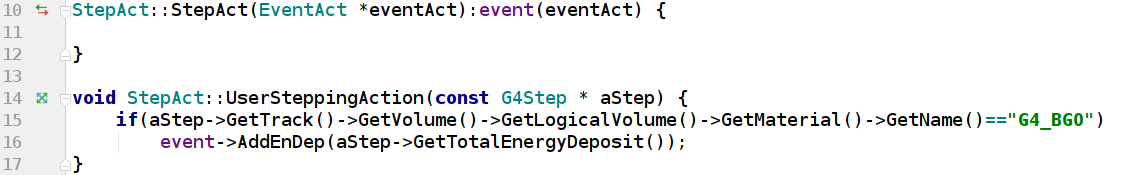 10 StepAct::StepAct(EventAct *eventAct):event(eventAct) {
11
12 }
13
14 void StepAct::UserSteppingAction(const G4Step * aStep) {
15     if(aStep->GetTrack()->GetVolume()->GetLogicalVolume()->GetMaterial()->GetName()=="G4_BGO")
16         event->AddEnDep(aStep->GetTotalEnergyDeposit());
17 }